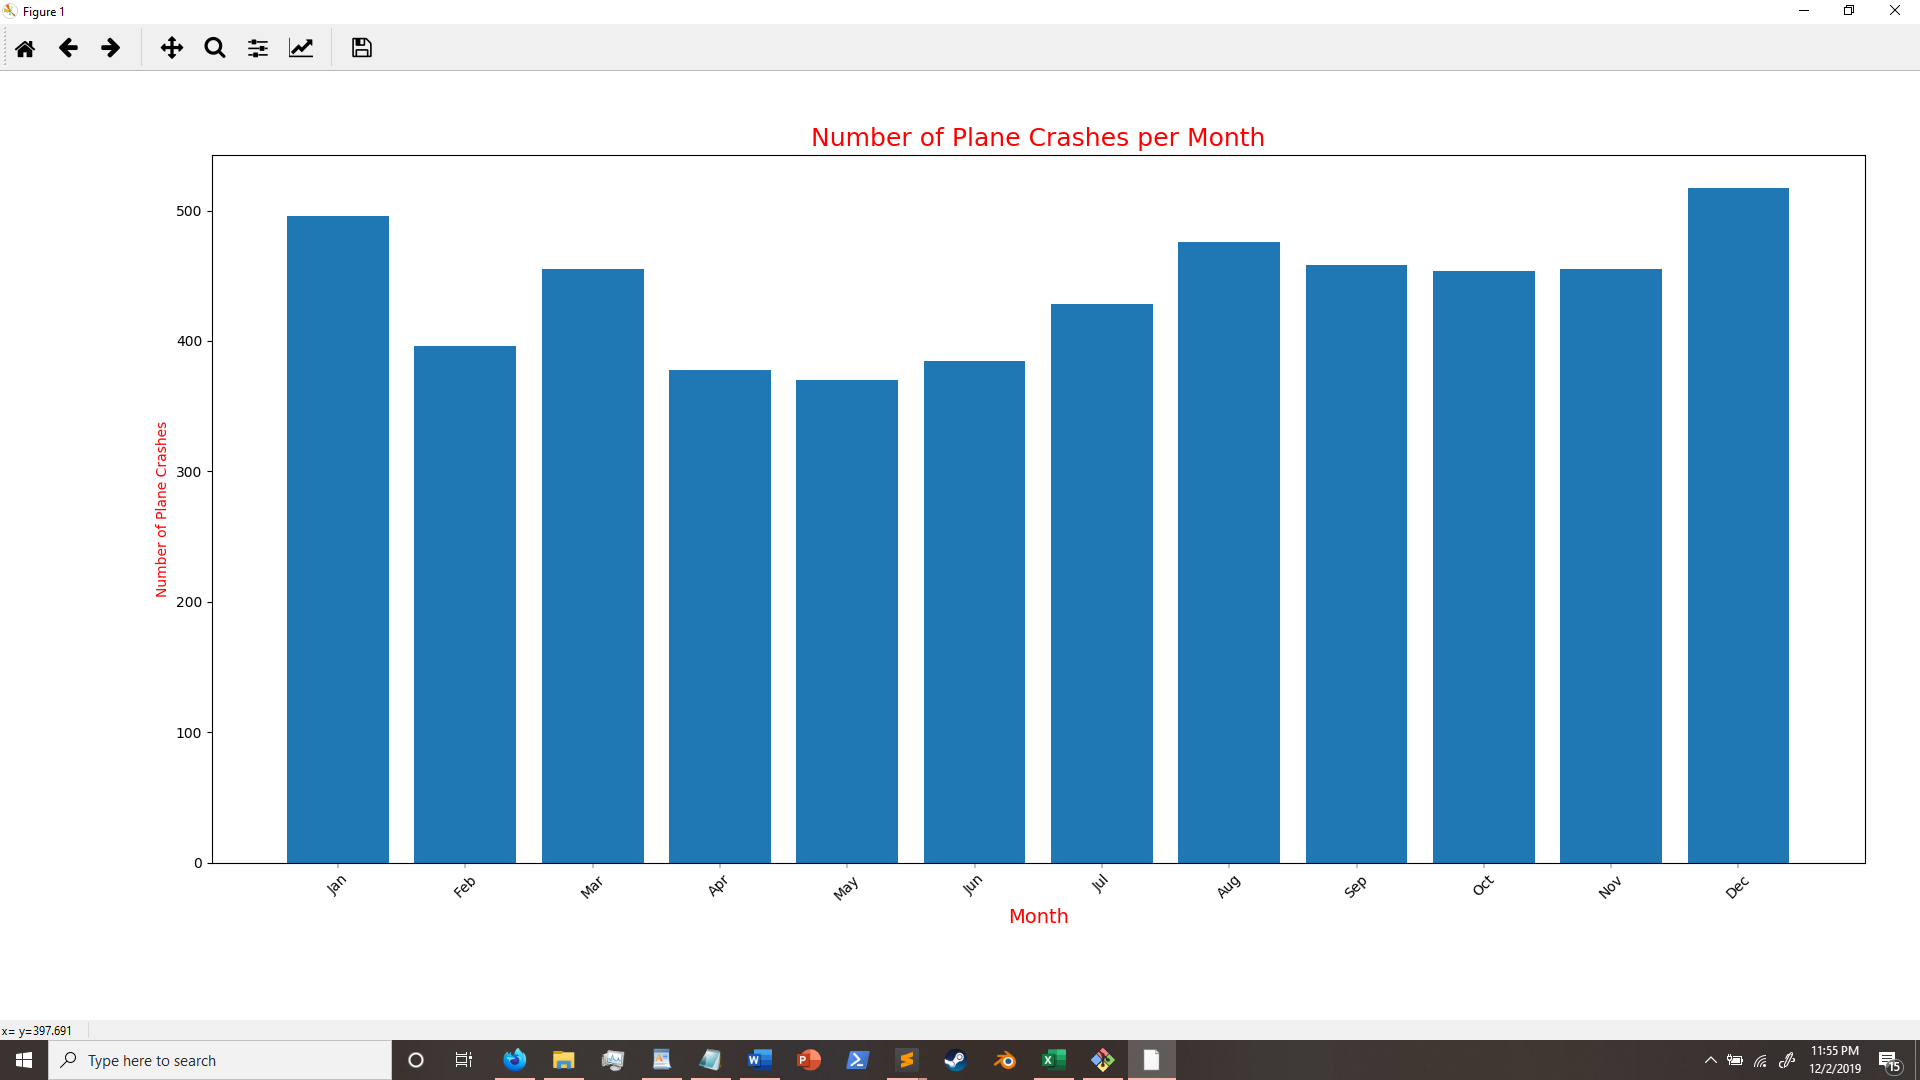 Figure 1
Number of Plane Crashes per Month
500
400
300
200
100
0
Number of Plane Crashes
Jan
Feb
Mar
Apr
May
Jun
Jul
Aug
Sep
Oct
Nov
Dec
Month
x= y=397.691
Type here to search
11:55 PM
12/2/2019
15